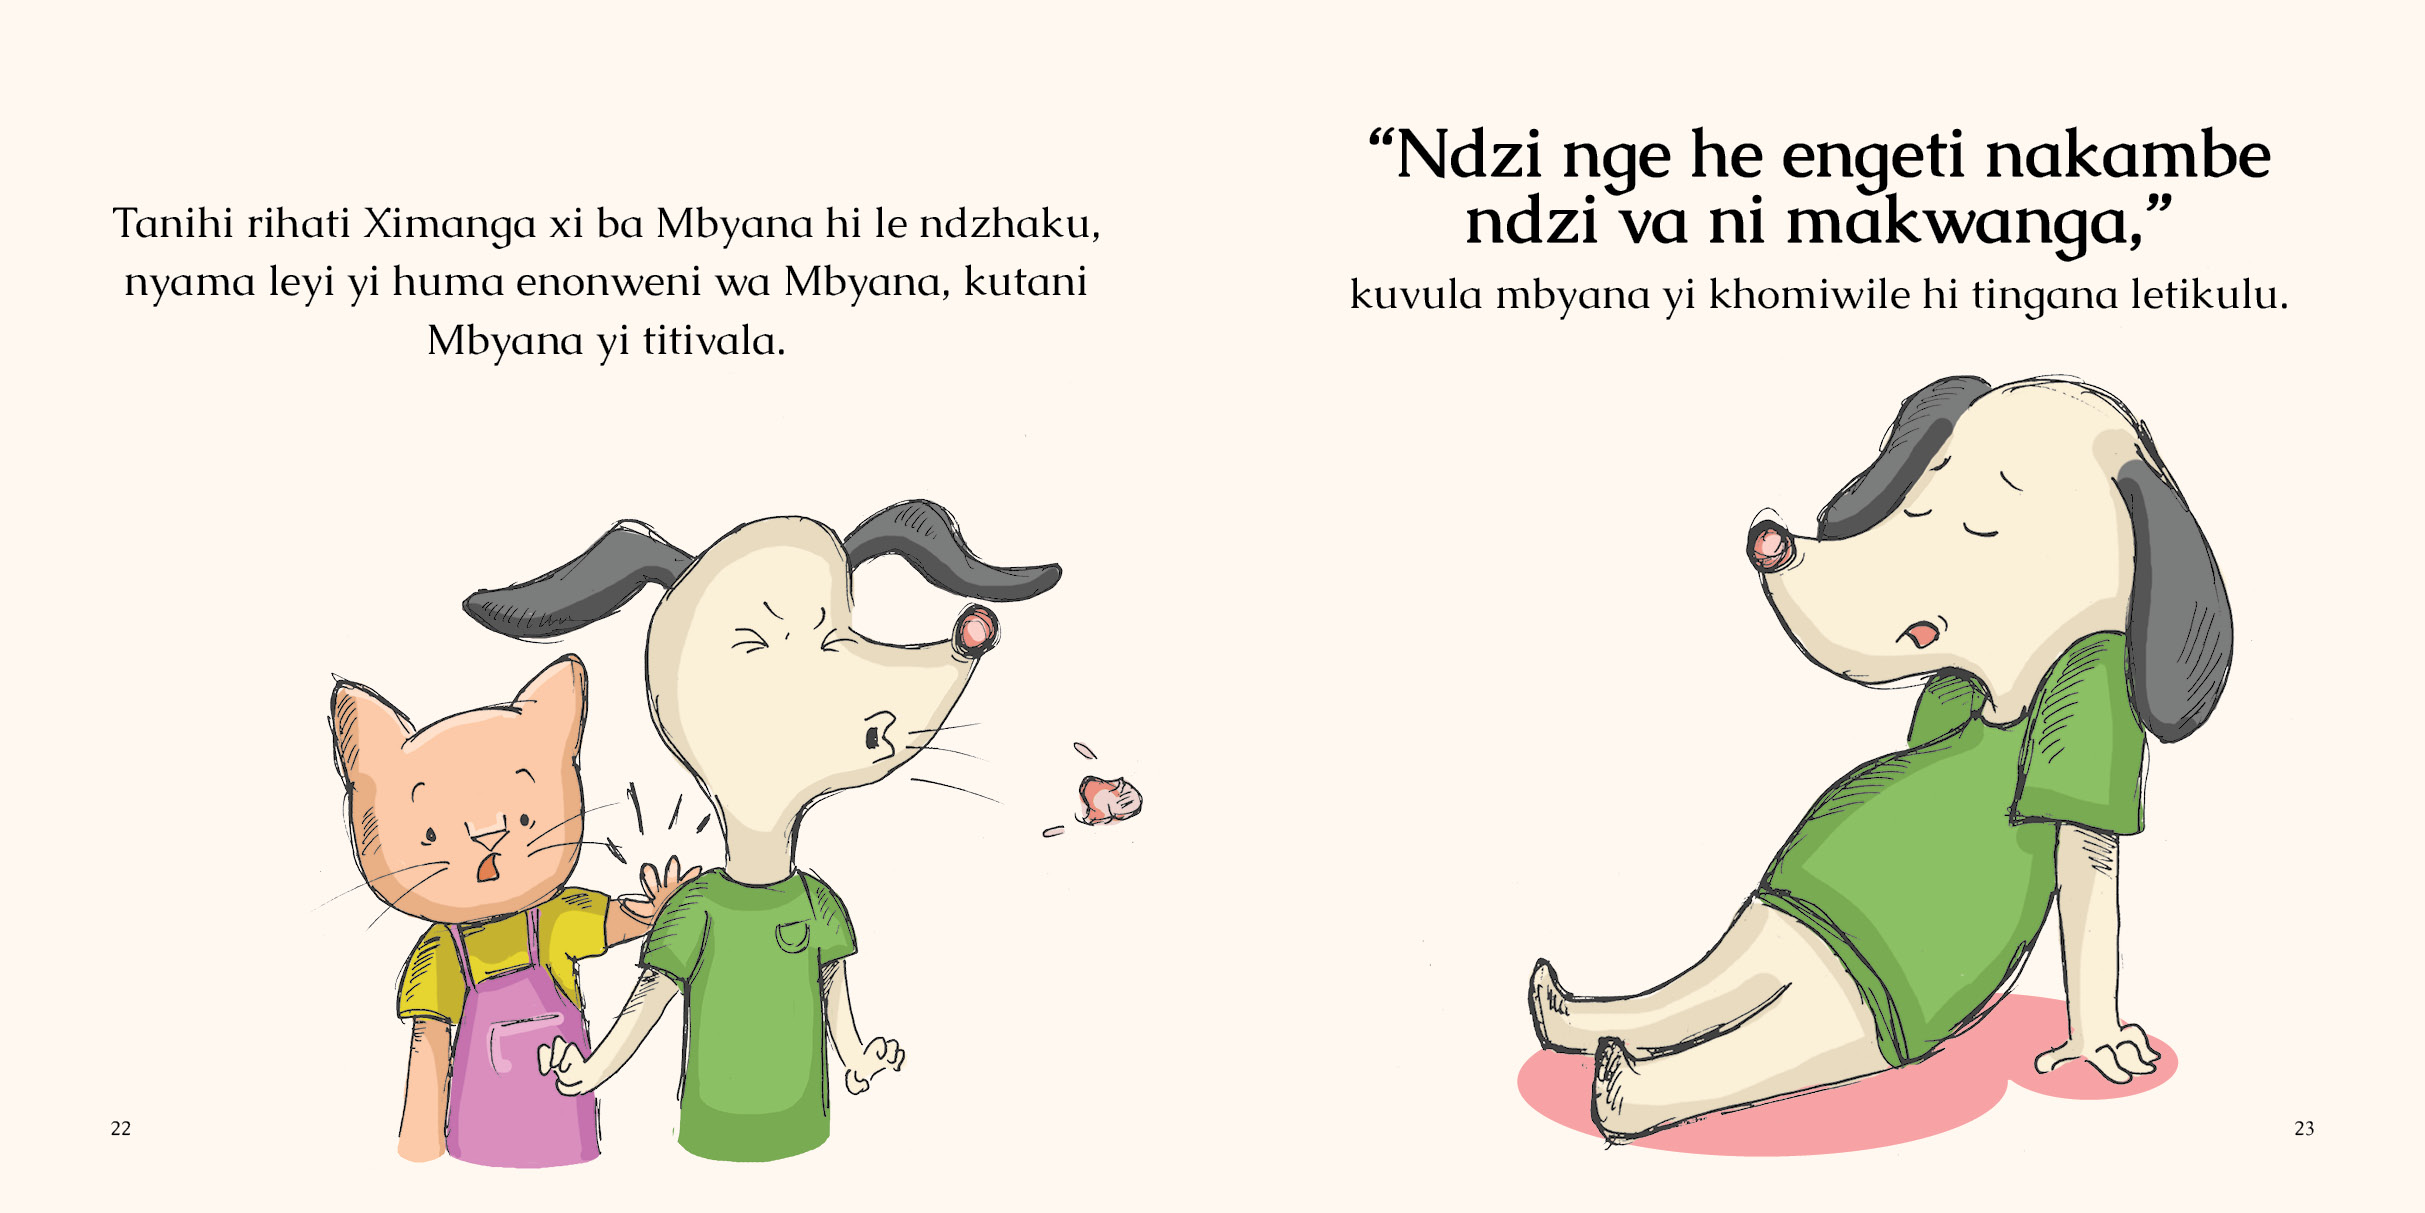 Tanihi rihati Ximanga xi ba Mbyana hi le ndzhaku,
nyama leyi yi huma enonweni wa Mbyana, kutani
Mbyana yi titivala.
22
“Ndzi nge he engeti nakambe
ndzi va ni makwanga,”
kuvula mbyana yi khomiwile hi tingana letikulu.
23